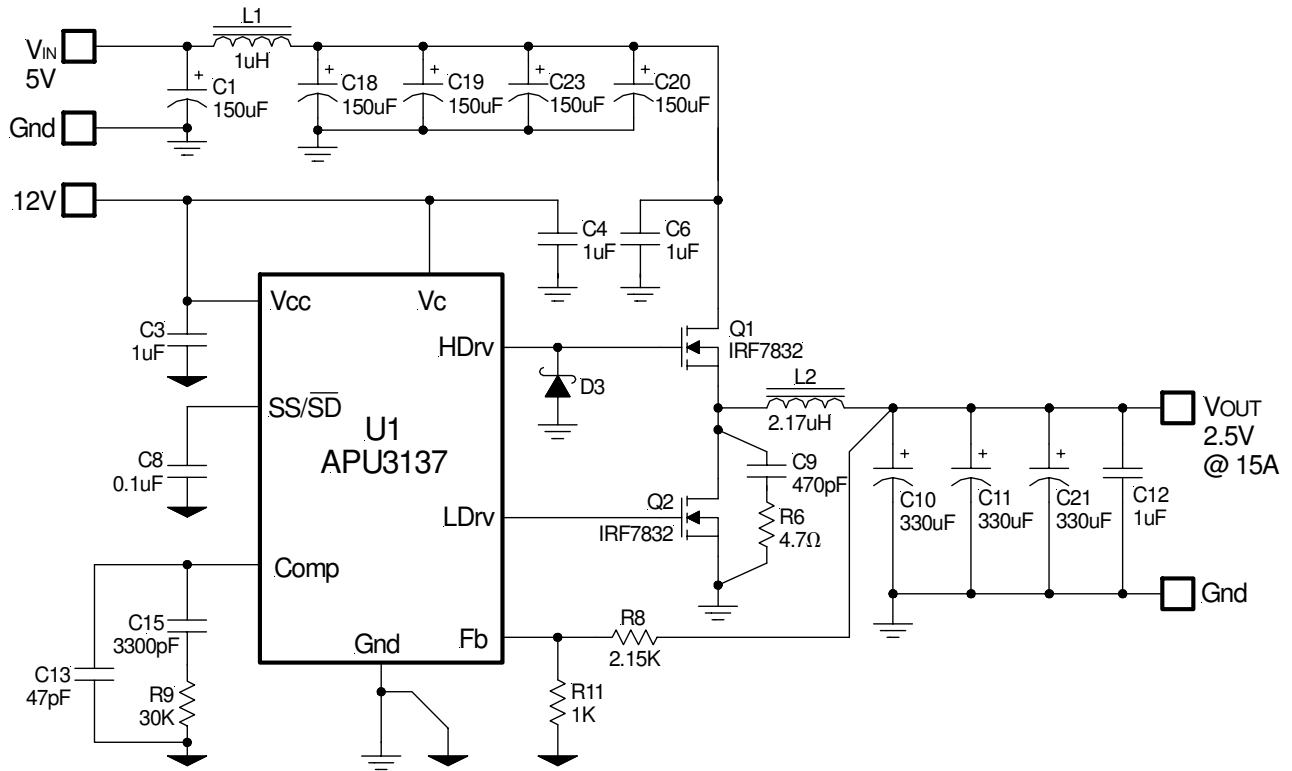 L1
1uH
VIN
5V
C1
150uF
C18
150uF
C19
150uF
C23
150uF
C20
150uF
Gnd
12V
C4
1uF
C6
1uF
Vcc
Vc
C3
1uF
HDrv
D3
Q1
IRF7832
SS/SD
U1
APU3137
C8
0.1uF
L2
2.17uH
VOUT
2.5V
@ 15A
C9
470pF
R6
4.7Ω
C10
330uF
C11
330uF
C21
330uF
C12
1uF
LDrv
Q2
IRF7832
Comp
Gnd
C15
3300pF
C13
47pF
R9
30K
Gnd
Fb
R8
2.15K
R11
1K
+
+
+
+
+
+
+
+